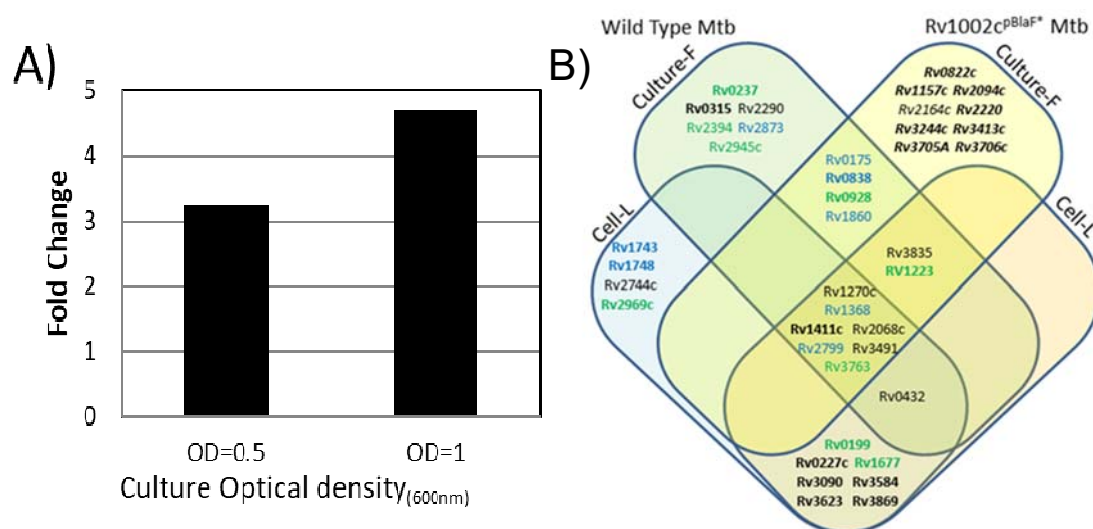 A)
5
4
3
2
1
0
Fold Change
OD=0.5 OD=1
Culture Optical density(600nm)
B)
Wild Type Mtb
Rv1002cpBlaF* Mtb
Culture-F
Culture-F
Cell-L
Cell-L
Rv0237
Rv0315 Rv2290
Rv2394 Rv2873
Rv2945c
Rv0822c
Rv1157c Rv2094c
Rv2164c Rv2220
Rv3244c Rv3413c
Rv3705A Rv3706c
Rv0175
Rv0838
Rv0928
Rv1860
Rv1743
Rv1748
Rv2744c
Rv2969c
Rv3835
RV1223
Rv1270c
Rv1368
Rv1411c Rv2068c
Rv2799 Rv3491
Rv3763
Rv0432
Rv0199
Rv0227c Rv1677
Rv3090 Rv3584
Rv3623 Rv3869